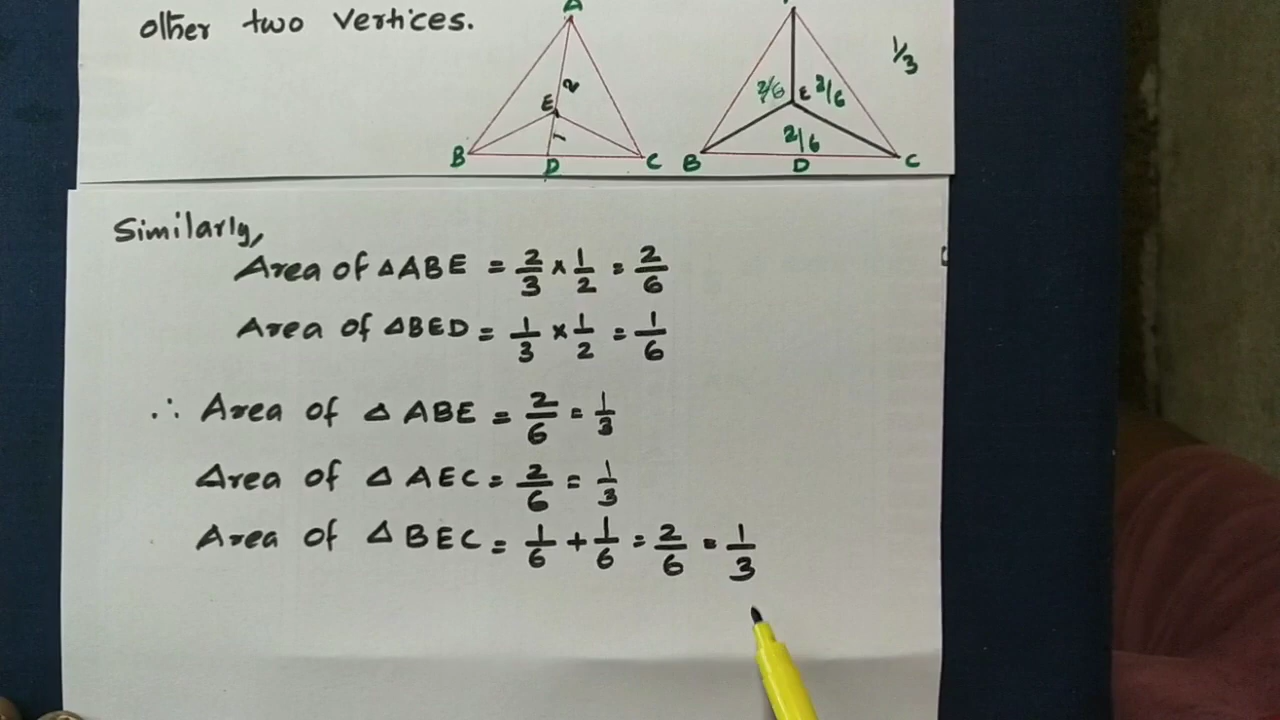 other two vertices.
A
2
E
1
B
D
C
1/3
2/6
E
2/6
2/6
B
D
C
Similarly,
Area of △ABE = 2/3 × 1/2 = 2/6
Area of △BED = 1/3 × 1/2 = 1/6
∴ Area of △ ABE = 2/6 = 1/3
Area of △ AEC = 2/6 = 1/3
Area of △ BEC = 1/6 + 1/6 = 2/6 = 1/3